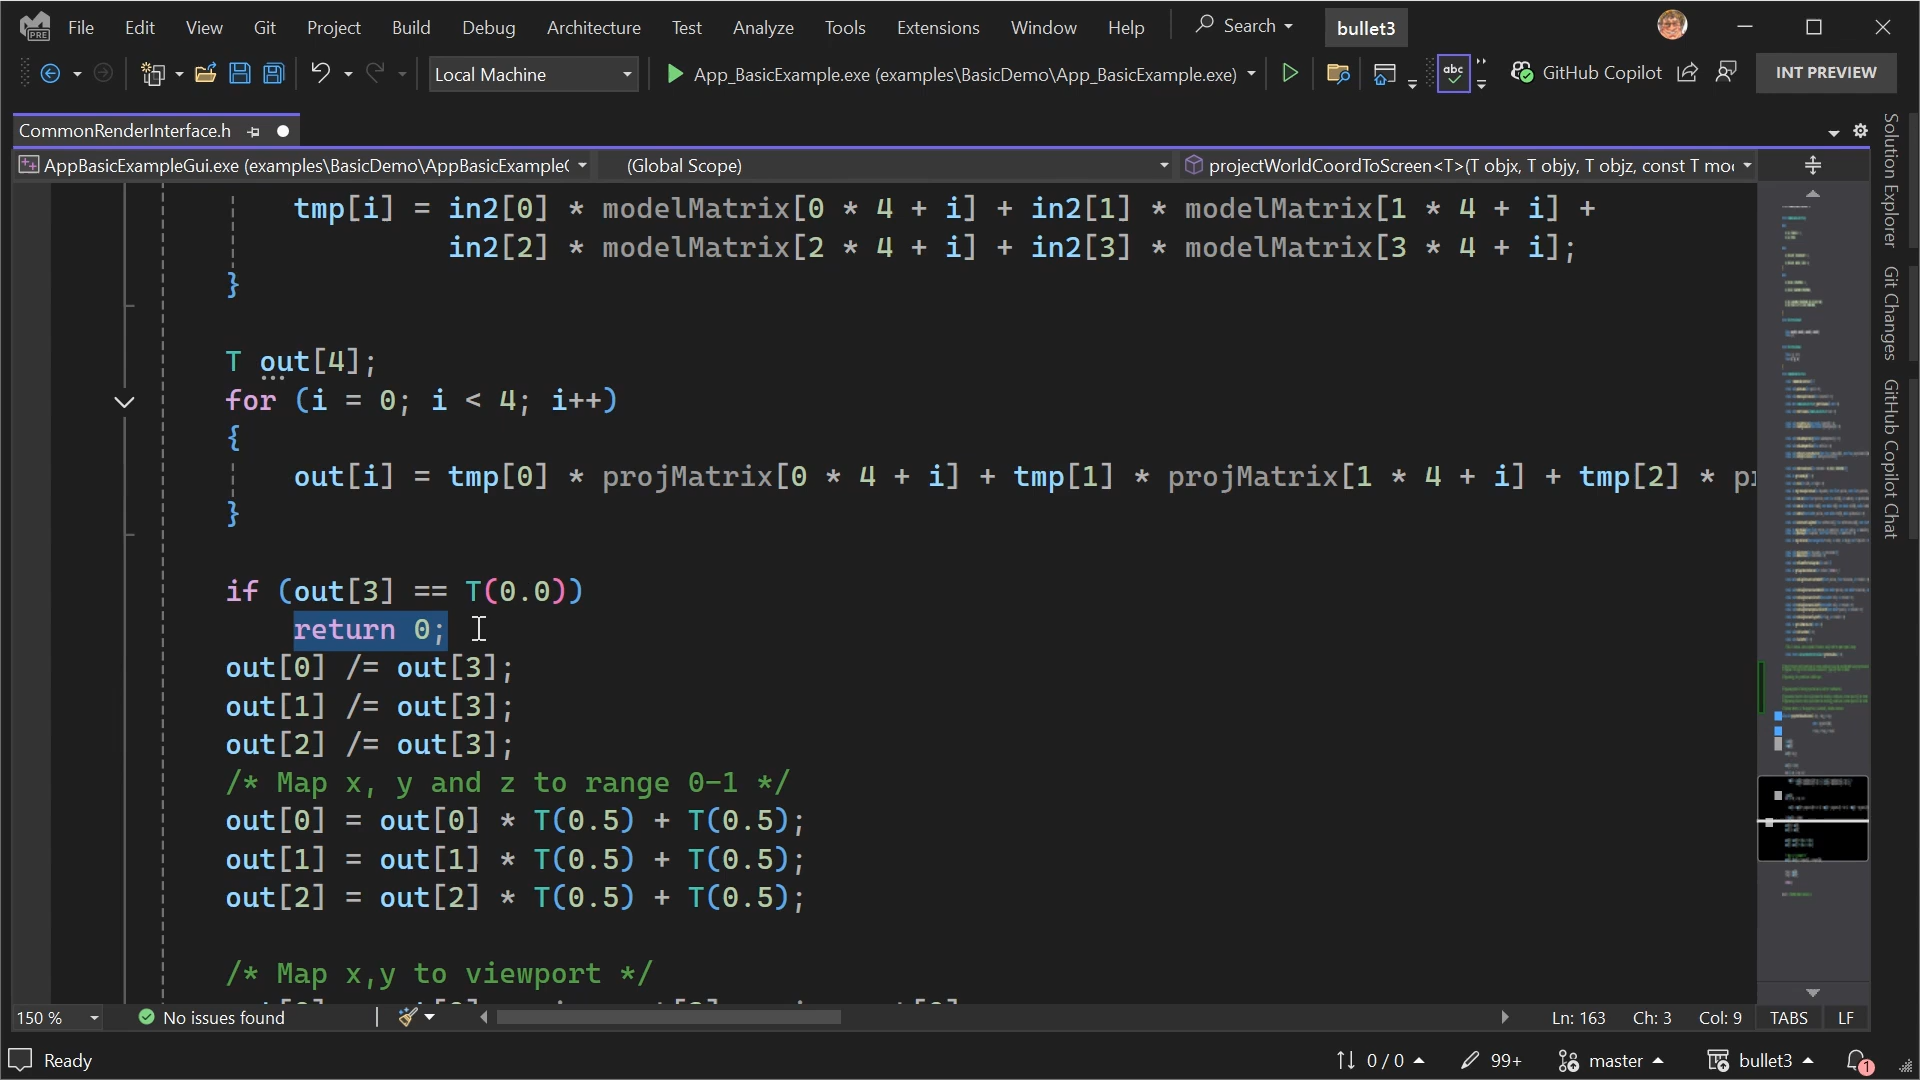 PRE File Edit View Git Project Build Debug Architecture Test Analyze Tools Extensions Window Help Search bullet3
Local Machine App_BasicExample.exe (examples\BasicDemo\App_BasicExample.exe) abc GitHub Copilot INT PREVIEW
CommonRenderInterface.h
AppBasicExampleGui.exe (examples\BasicDemo\AppBasicExample( (Global Scope) projectWorldCoordToScreen<T>(T objx, T objy, T objz, const T mo
tmp[i] = in2[0] * modelMatrix[0 * 4 + i] + in2[1] * modelMatrix[1 * 4 + i] +
in2[2] * modelMatrix[2 * 4 + i] + in2[3] * modelMatrix[3 * 4 + i];
}
T out[4];
for (i = 0; i < 4; i++)
{
out[i] = tmp[0] * projMatrix[0 * 4 + i] + tmp[1] * projMatrix[1 * 4 + i] + tmp[2] * p
}
if (out[3] == T(0.0))
return 0;
out[0] /= out[3];
out[1] /= out[3];
out[2] /= out[3];
/* Map x, y and z to range 0-1 */
out[0] = out[0] * T(0.5) + T(0.5);
out[1] = out[1] * T(0.5) + T(0.5);
out[2] = out[2] * T(0.5) + T(0.5);
/* Map x,y to viewport */
Solution Explorer
Git Changes
GitHub Copilot Chat
150 % No issues found Ln: 163 Ch: 3 Col: 9 TABS LF
Ready 0 / 0 99+ master bullet3 1